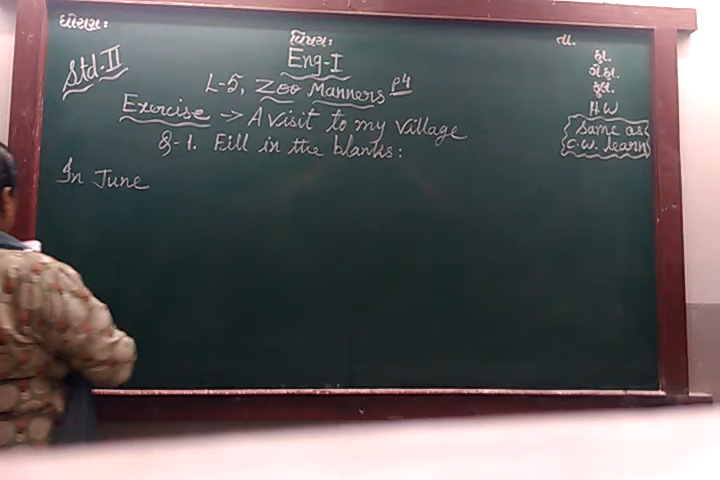 ધોરણ:
વિષય:
તા.
Std-II
Eng-I
હા.
ગે.હા.
કુલ.
L-5, Zoo Manners P4
H.W
Exercise → A visit to my village
Same as
C.W. learn
Q-1. Fill in the blanks:
In June